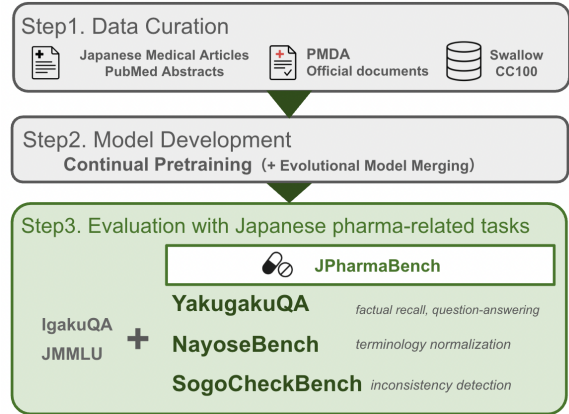 Step1. Data Curation
Japanese Medical Articles
PubMed Abstracts
PMDA
Official documents
Swallow
CC100
Step2. Model Development
Continual Pretraining (+ Evolutional Model Merging)
Step3. Evaluation with Japanese pharma-related tasks
JPharmaBench
IgakuQA
JMMLU
+
YakugakuQA factual recall, question-answering
NayoseBench terminology normalization
SogoCheckBench inconsistency detection